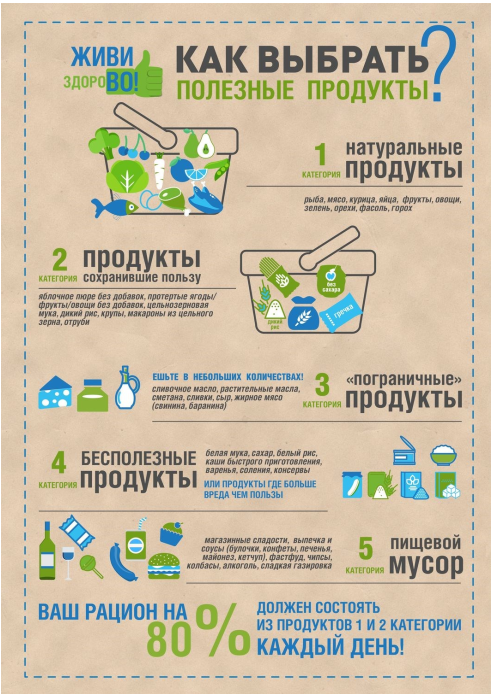 ЖИВИ
ЗДОРОВО!
КАК ВЫБРАТЬ
ПОЛЕЗНЫЕ ПРОДУКТЫ?
1
КАТЕГОРИЯ
натуральные
продукты
рыба, мясо, курица, яйца, фрукты, овощи,
зелень, орехи, фасоль, горох
2
КАТЕГОРИЯ
продукты
сохранившие пользу
яблочное пюре без добавок, протертые ягоды/
фрукты/овощи без добавок, цельнозерновая
мука, дикий рис, крупы, макароны из цельного
зерна, отруби
без
сахара
дикий
рис
гречка
ЕШЬТЕ В НЕБОЛЬШИХ КОЛИЧЕСТВАХ!
сливочное масло, растительные масла,
сметана, сливки, сыр, жирное мясо
(свинина, баранина)
3
КАТЕГОРИЯ
«пограничные»
продукты
4
КАТЕГОРИЯ
БЕСПОЛЕЗНЫЕ
продукты
белая мука, сахар, белый рис,
каши быстрого приготовления,
варенья, соления, консервы
ИЛИ ПРОДУКТЫ ГДЕ БОЛЬШЕ
ВРЕДА ЧЕМ ПОЛЬЗЫ
магазинные сладости, выпечка и
соусы (булочки, конфеты, печенья,
майонез, кетчуп), фастфуд, чипсы,
колбасы, алкоголь, сладкая газировка
5
КАТЕГОРИЯ
пищевой
мусор
ВАШ РАЦИОН НА
80%
ДОЛЖЕН СОСТОЯТЬ
ИЗ ПРОДУКТОВ 1 И 2 КАТЕГОРИИ
КАЖДЫЙ ДЕНЬ!